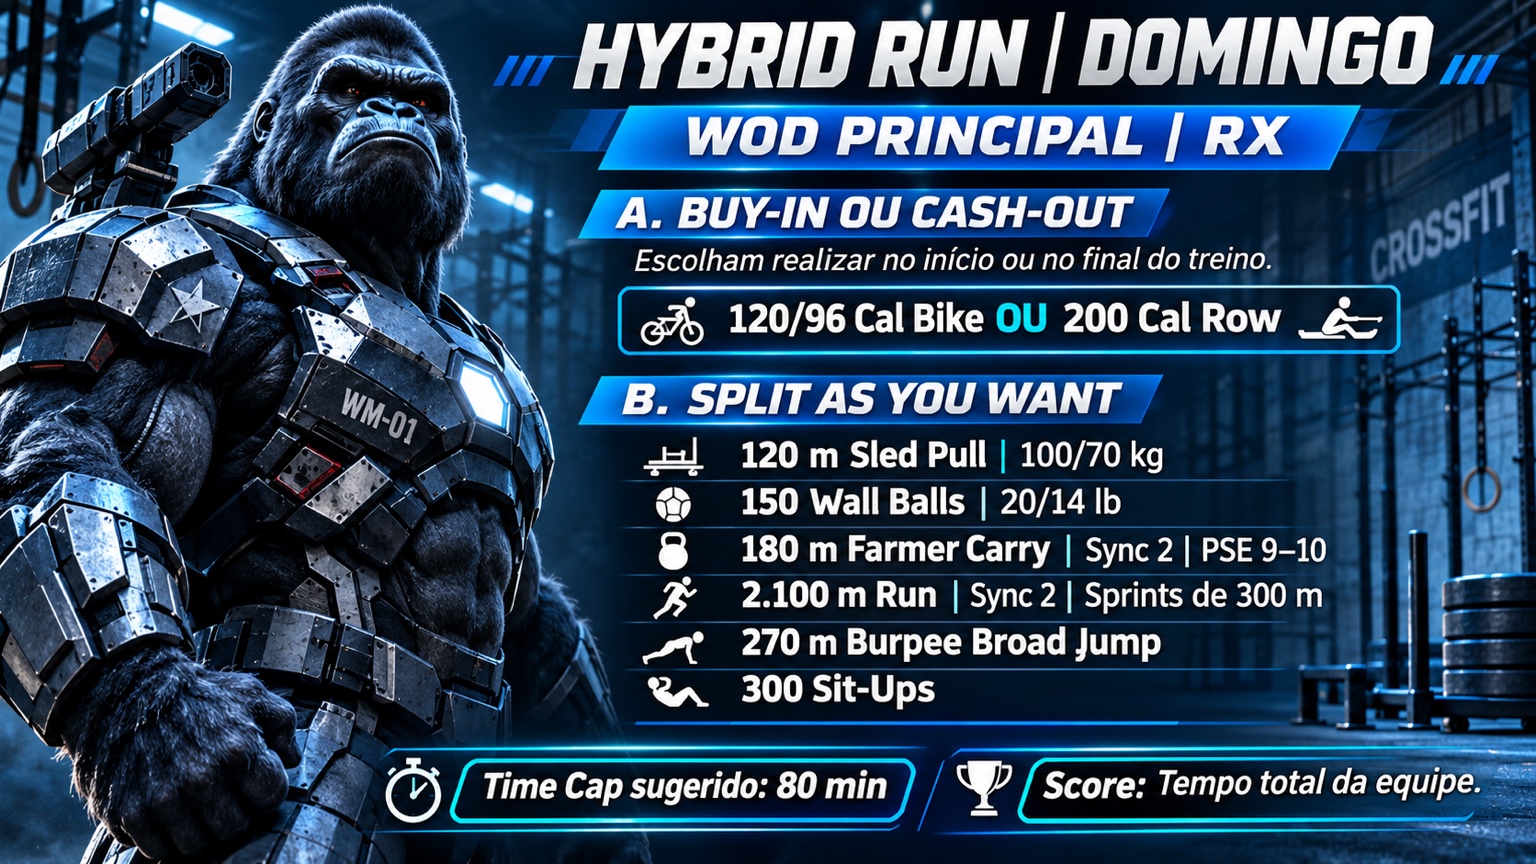 HYBRID RUN | DOMINGO
WOD PRINCIPAL | RX
A. BUY-IN OU CASH-OUT
Escolham realizar no início ou no final do treino.
120/96 Cal Bike OU 200 Cal Row
B. SPLIT AS YOU WANT
120 m Sled Pull | 100/70 kg
150 Wall Balls | 20/14 lb
180 m Farmer Carry | Sync 2 | PSE 9–10
2.100 m Run | Sync 2 | Sprints de 300 m
270 m Burpee Broad Jump
300 Sit-Ups
Time Cap sugerido: 80 min
Score: Tempo total da equipe.
CROSSFIT
WM-01